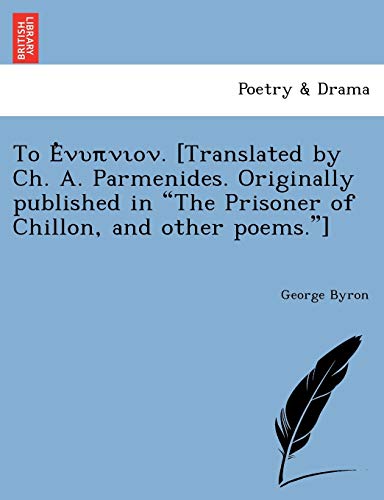 BRITISH
LIBRARY
Poetry & Drama
Το Ἐνυπνιον. [Translated by
Ch. A. Parmenides. Originally
published in “The Prisoner of
Chillon, and other poems.”]
George Byron